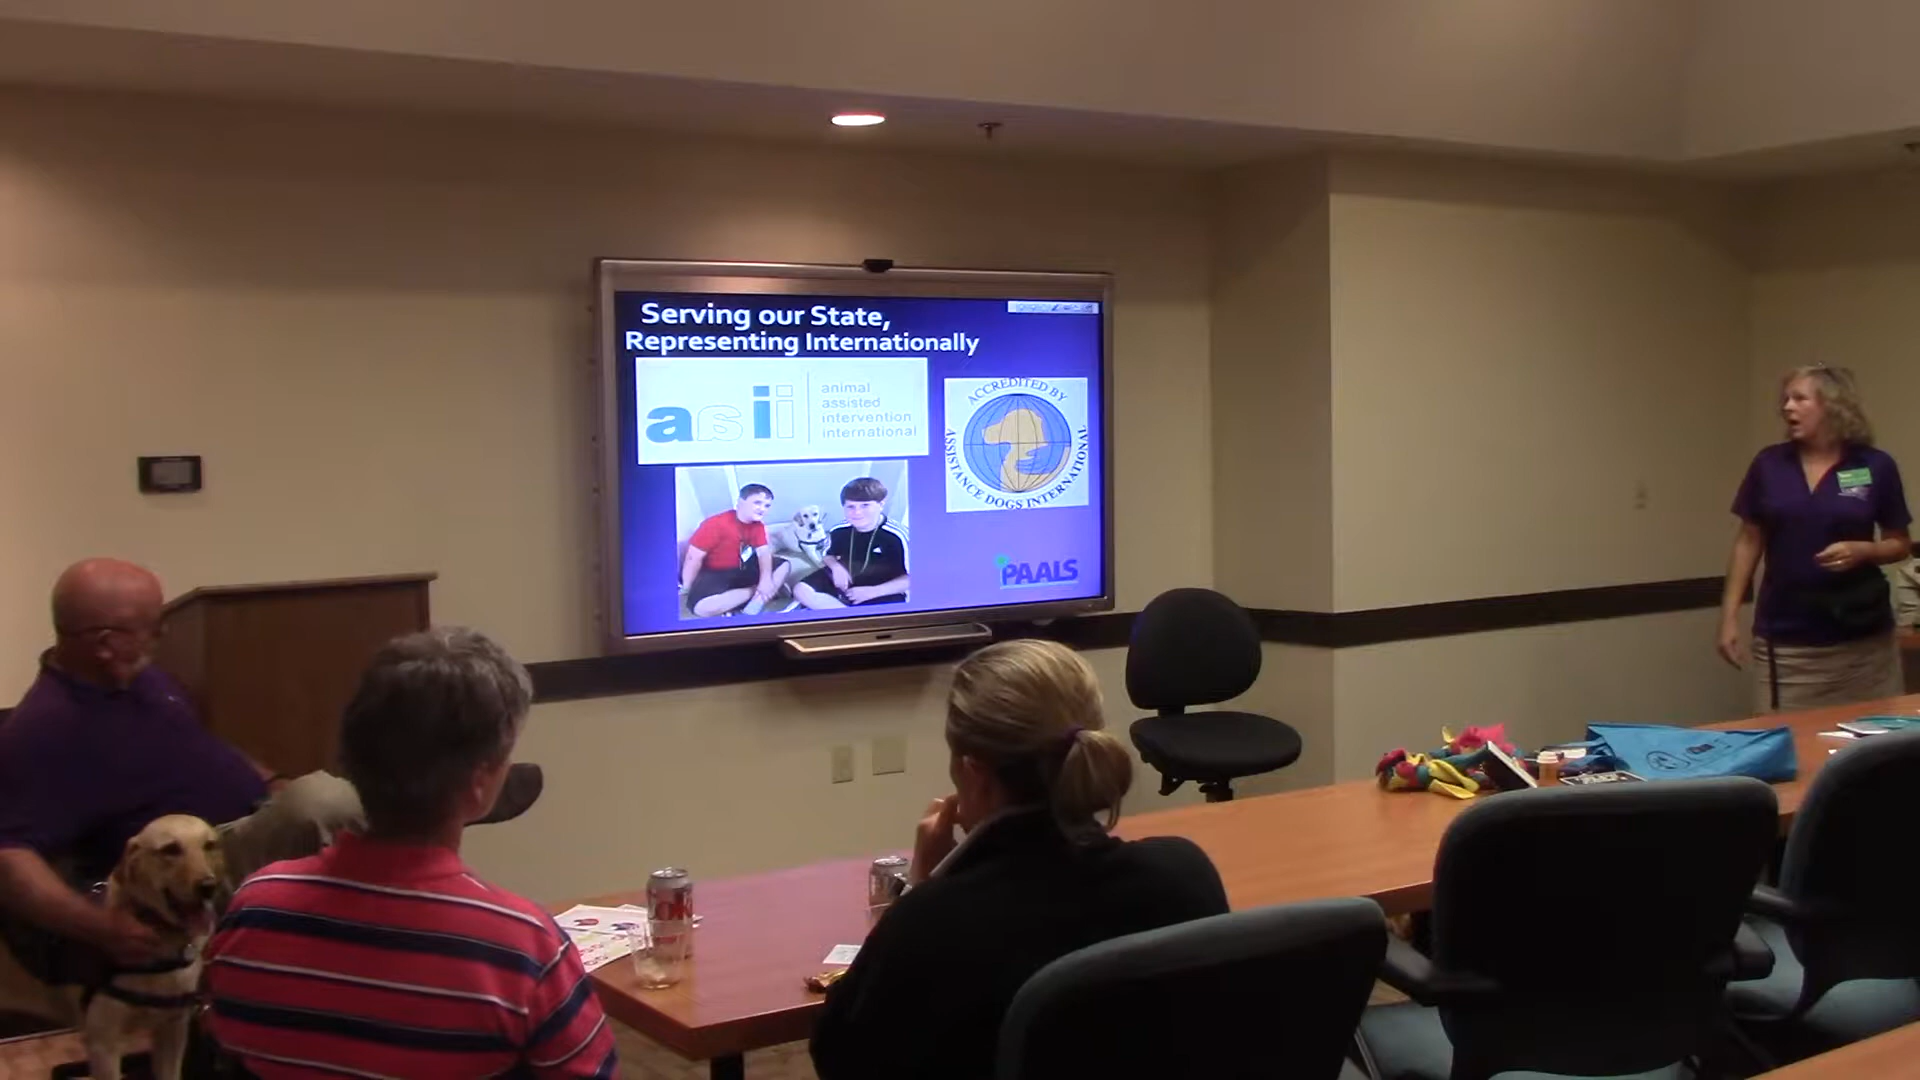 Serving our State,
Representing Internationally
aaii
animal
assisted
intervention
international
ACCREDITED BY
ASSISTANCE DOGS INTERNATIONAL
PAALS